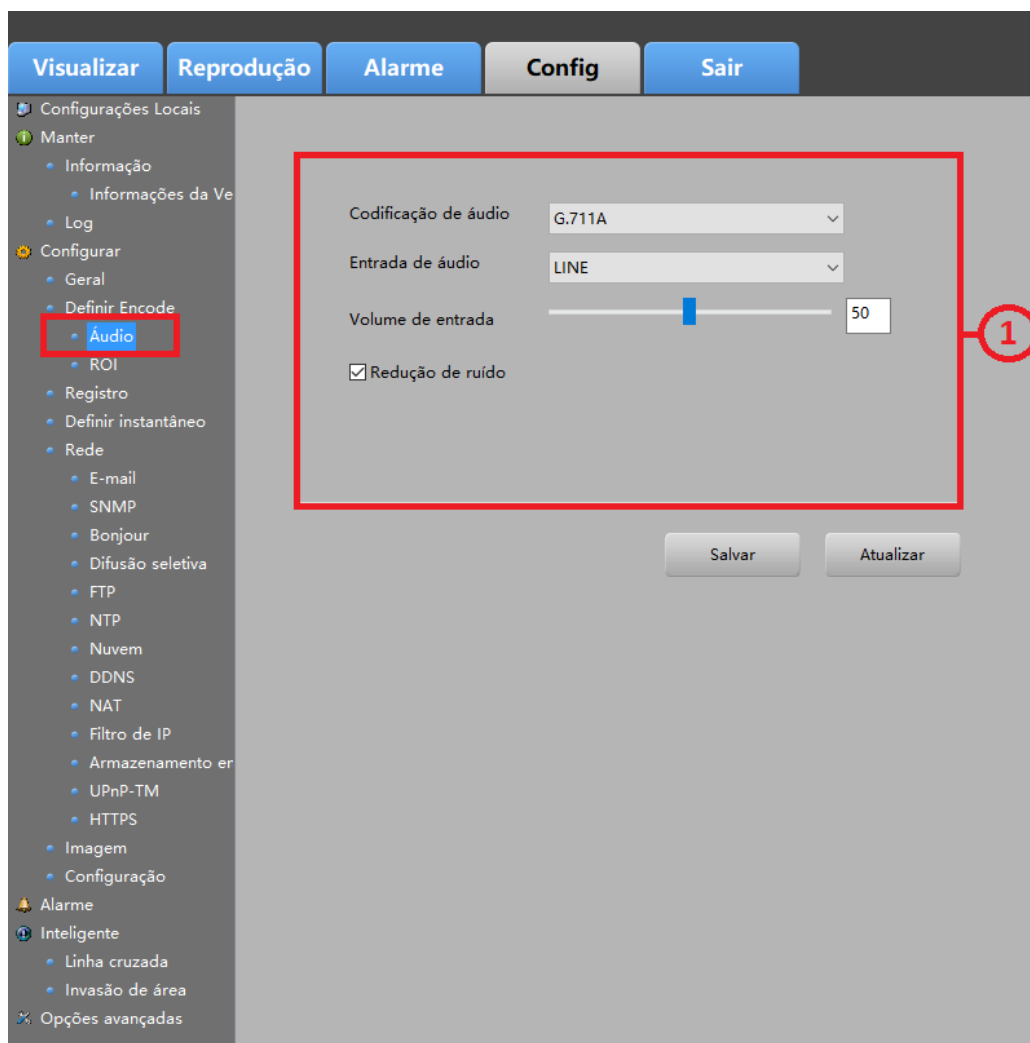 Visualizar
Reprodução
Alarme
Config
Sair
Configurações Locais
Manter
Informação
Informações da Ve
Log
Configurar
Geral
Definir Encode
Áudio
ROI
Registro
Definir instantâneo
Rede
E-mail
SNMP
Bonjour
Difusão seletiva
FTP
NTP
Nuvem
DDNS
NAT
Filtro de IP
Armazenamento er
UPnP-TM
HTTPS
Imagem
Configuração
Alarme
Inteligente
Linha cruzada
Invasão de área
Opções avançadas
Codificação de áudio G.711A
Entrada de áudio LINE
Volume de entrada 50
Redução de ruído
1
Salvar
Atualizar